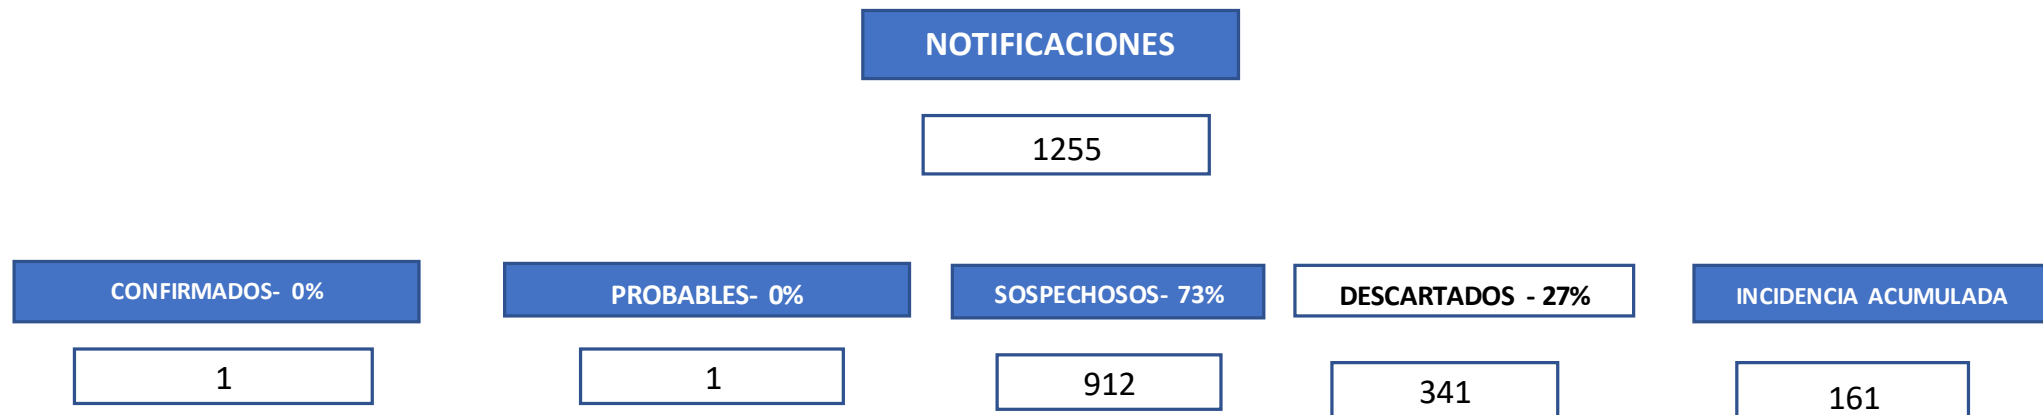 NOTIFICACIONES
1255
CONFIRMADOS- 0%
PROBABLES- 0%
SOSPECHOSOS- 73%
DESCARTADOS - 27%
INCIDENCIA ACUMULADA
1
1
912
341
161